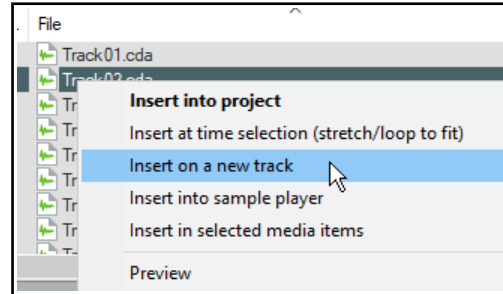 File
Track01.cda
Track02.cda
Insert into project
Insert at time selection (stretch/loop to fit)
Insert on a new track
Insert into sample player
Insert in selected media items
Preview